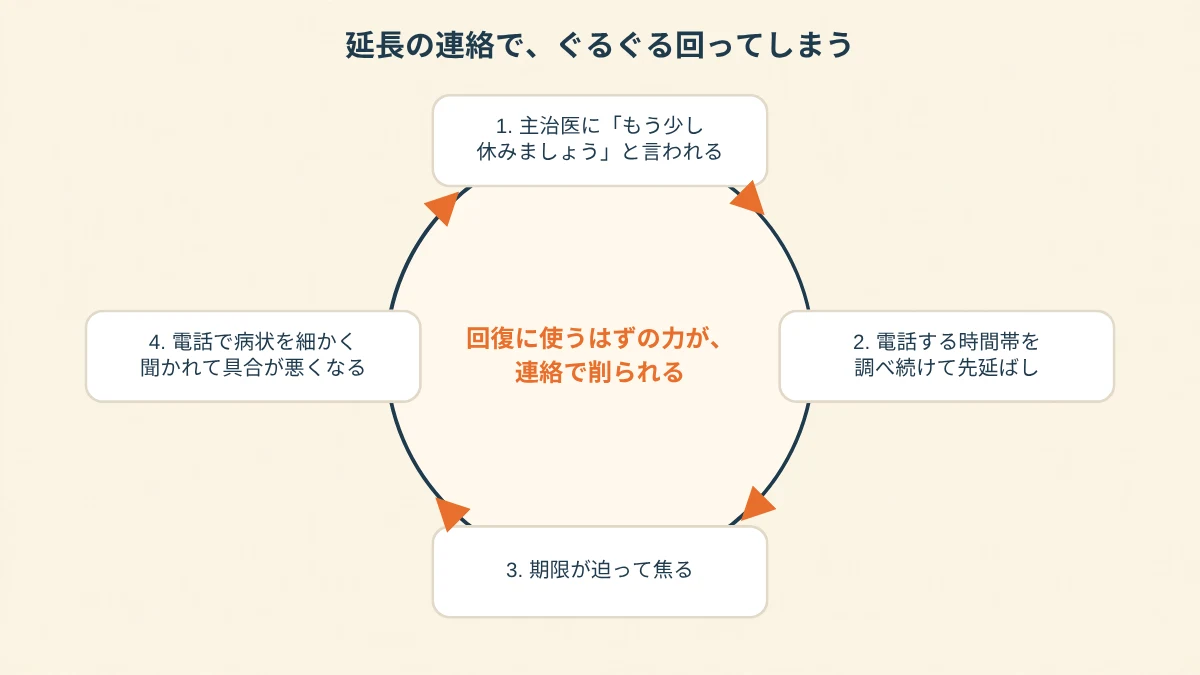 延長の連絡で、ぐるぐる回ってしまう
1. 主治医に「もう少し
休みましょう」と言われる
2. 電話する時間帯を
調べ続けて先延ばし
3. 期限が迫って焦る
4. 電話で病状を細かく
聞かれて具合が悪くなる
回復に使うはずの力が、
連絡で削られる